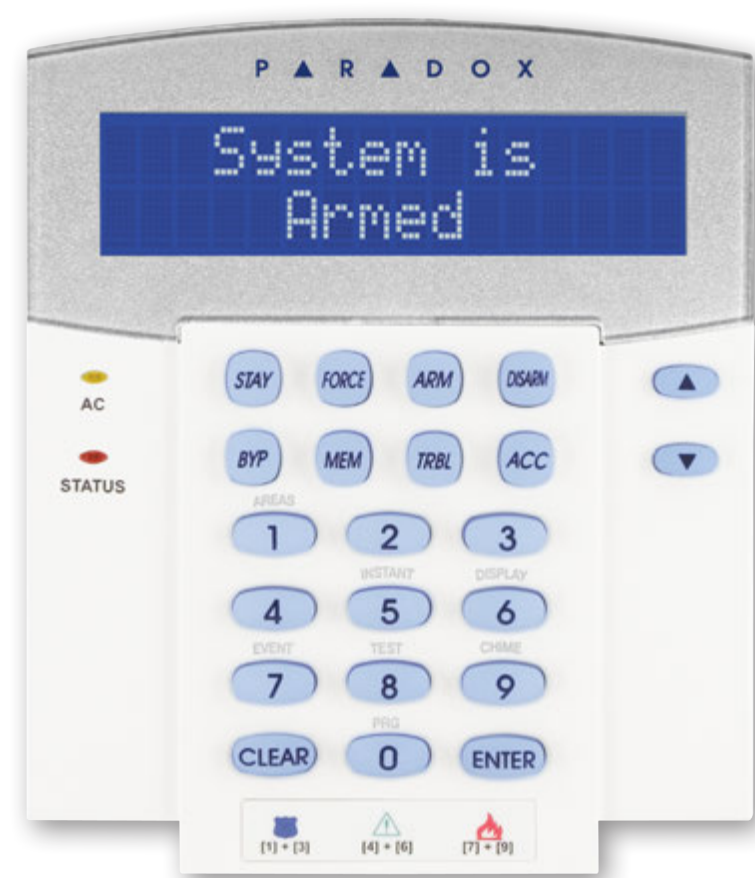 PARADOX
System is
Armed
AC
STATUS
STAY FORCE ARM DISARM
BYP MEM TRBL ACC
AREAS
1 2 3
INSTANT DISPLAY
4 5 6
EVENT TEST CHIME
7 8 9
PRG
CLEAR 0 ENTER
[1] + [3] [4] + [6] [7] + [9]